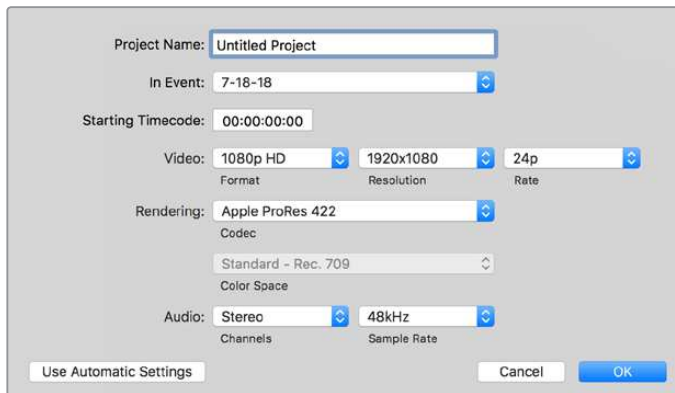 Project Name: Untitled Project
In Event: 7-18-18
Starting Timecode: 00:00:00:00
Video: 1080p HD 1920x1080 24p
Format Resolution Rate
Rendering: Apple ProRes 422
Codec
Standard - Rec. 709
Color Space
Audio: Stereo 48kHz
Channels Sample Rate
Use Automatic Settings Cancel OK